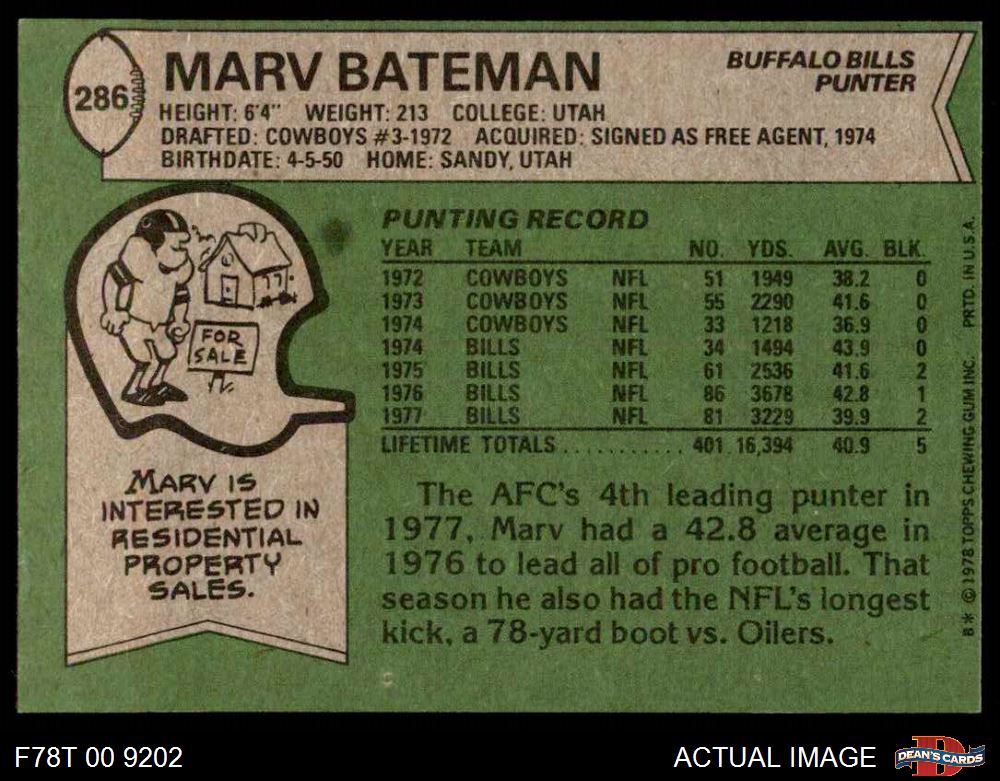 286
MARV BATEMAN
BUFFALO BILLS
PUNTER
HEIGHT: 6'4" WEIGHT: 213 COLLEGE: UTAH
DRAFTED: COWBOYS #3-1972 ACQUIRED: SIGNED AS FREE AGENT, 1974
BIRTHDATE: 4-5-50 HOME: SANDY, UTAH
FOR
SALE
MARV IS
INTERESTED IN
RESIDENTIAL
PROPERTY
SALES.
PUNTING RECORD
YEAR TEAM NO. YDS. AVG. BLK.
1972 COWBOYS NFL 51 1949 38.2 0
1973 COWBOYS NFL 55 2290 41.6 0
1974 COWBOYS NFL 33 1218 36.9 0
1974 BILLS NFL 34 1494 43.9 0
1975 BILLS NFL 61 2536 41.6 2
1976 BILLS NFL 86 3678 42.8 1
1977 BILLS NFL 81 3229 39.9 2
LIFETIME TOTALS............ 401 16,394 40.9 5
The AFC's 4th leading punter in
1977, Marv had a 42.8 average in
1976 to lead all of pro football. That
season he also had the NFL's longest
kick, a 78-yard boot vs. Oilers.
B* © 1978 TOPPS CHEWING GUM INC. PRTD. IN U.S.A.
F78T 00 9202
ACTUAL IMAGE
D
DEAN'S CARDS